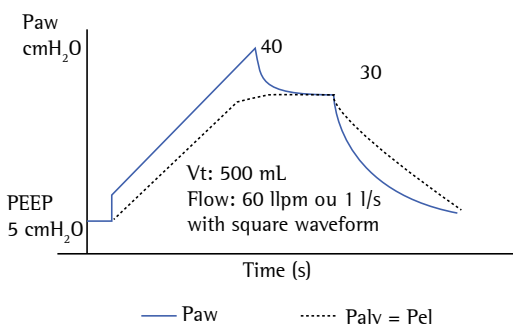 Paw
cmH2O
40
30
Vt: 500 mL
Flow: 60 llpm ou 1 l/s
with square waveform
PEEP
5 cmH2O
Time (s)
Paw
Palv = Pel